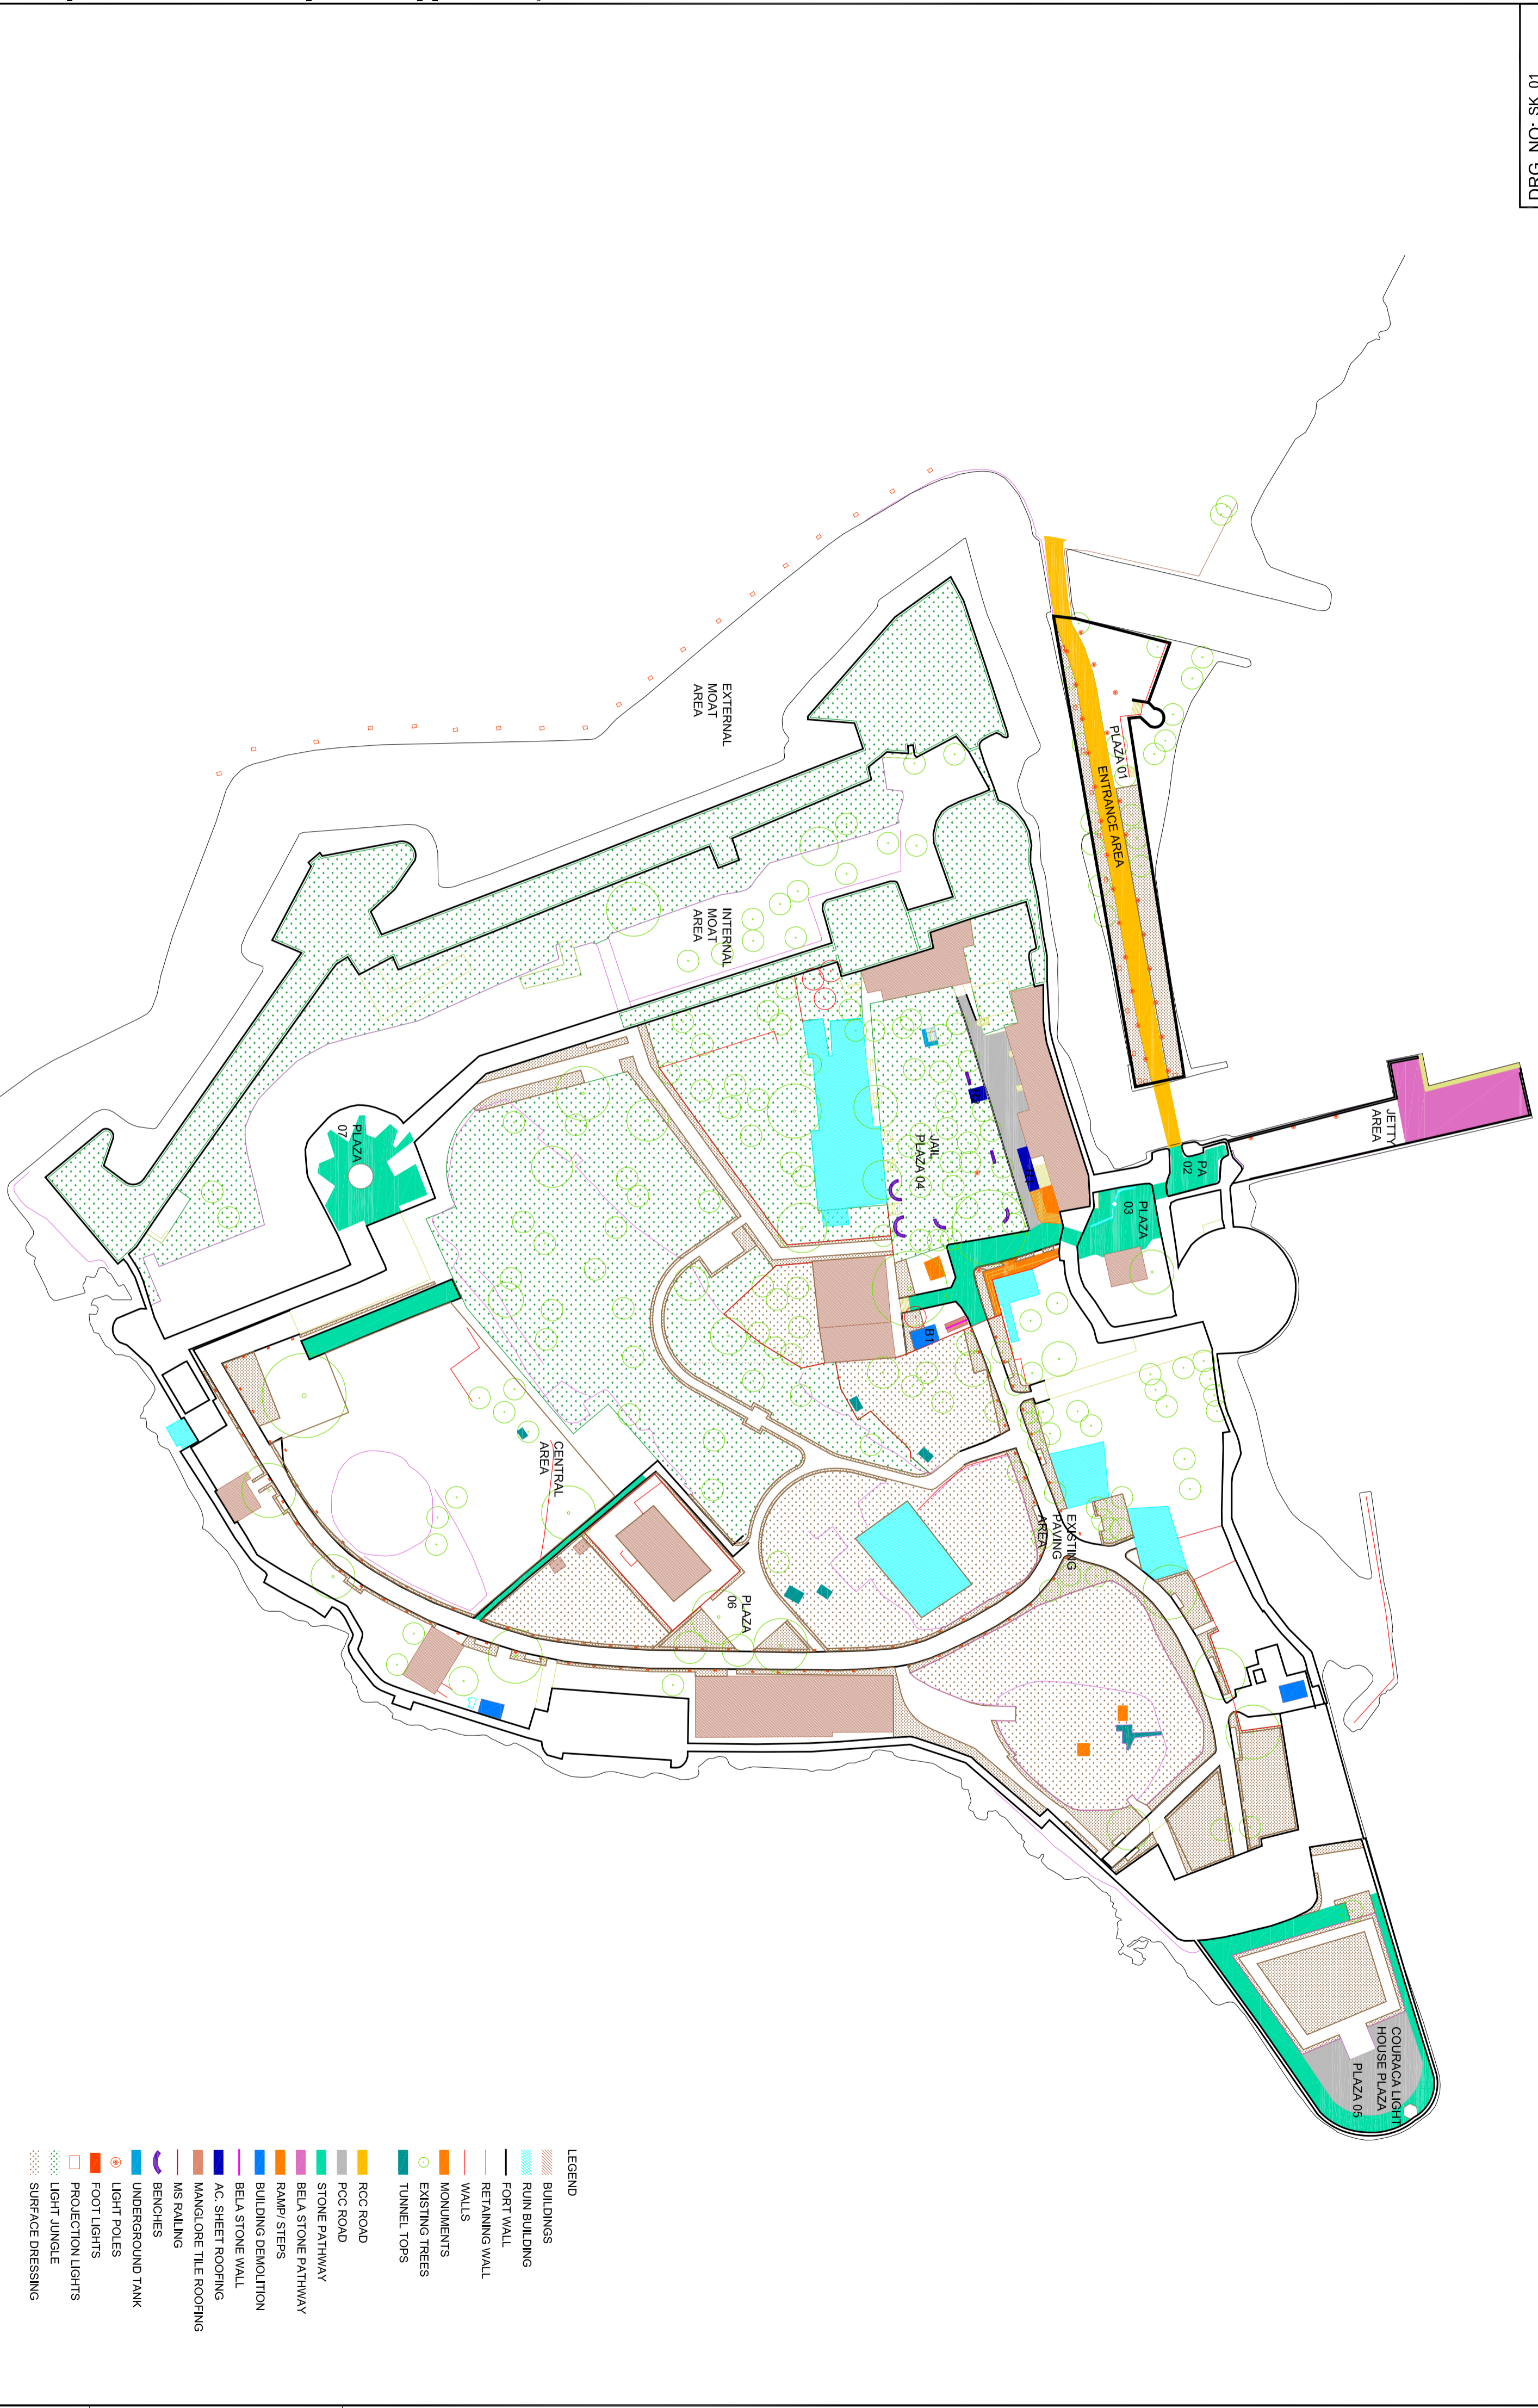 DRG NO: SK 01
EXTERNAL
MOAT
AREA
PLAZA 01
ENTRANCE AREA
INTERNAL
MOAT
AREA
JETTY
AREA
PA
02
PLAZA
03
JAIL
PLAZA 04
PLAZA
07
B1
CENTRAL
AREA
EXISTING
PAVING
AREA
PLAZA
06
COURACA LIGHT
HOUSE PLAZA
PLAZA 05
LEGEND
BUILDINGS
RUIN BUILDING
FORT WALL
RETAINING WALL
WALLS
MONUMENTS
EXISTING TREES
TUNNEL TOPS
RCC ROAD
PCC ROAD
STONE PATHWAY
BELA STONE PATHWAY
RAMP/ STEPS
BUILDING DEMOLITION
BELA STONE WALL
AC. SHEET ROOFING
MANGLORE TILE ROOFING
MS RAILING
BENCHES
UNDERGROUND TANK
LIGHT POLES
FOOT LIGHTS
PROJECTION LIGHTS
LIGHT JUNGLE
SURFACE DRESSING